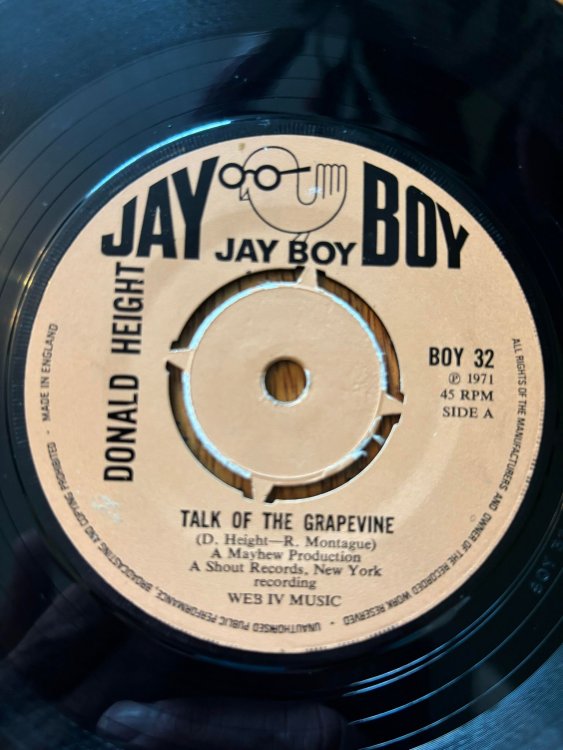 JAY BOY
JAY BOY
DONALD HEIGHT
BOY 32
Ⓟ 1971
45 RPM
SIDE A
TALK OF THE GRAPEVINE
(D. Height—R. Montague)
A Mayhew Production
A Shout Records, New York
recording
WEB IV MUSIC
ALL RIGHTS OF THE MANUFACTURERS AND OWNER OF THE RECORDED WORK RESERVED
UNAUTHORISED PUBLIC PERFORMANCE, BROADCASTING AND COPYING PROHIBITED · MADE IN ENGLAND